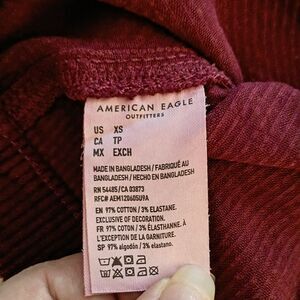 AMERICAN EAGLE
OUTFITTERS
US XS
CA TP
MX EXCH
MADE IN BANGLADESH / FABRIQUÉ AU
BANGLADESH / HECHO EN BANGLADESH
RN 54485/CA 03873
RFC# AEM120605U9A
EN 97% COTTON / 3% ELASTANE.
EXCLUSIVE OF DECORATION.
FR 97% COTON / 3% ÉLASTHANNE. À
L'EXCEPTION DE LA GARNITURE.
SP 97% algodón / 3% elastano.